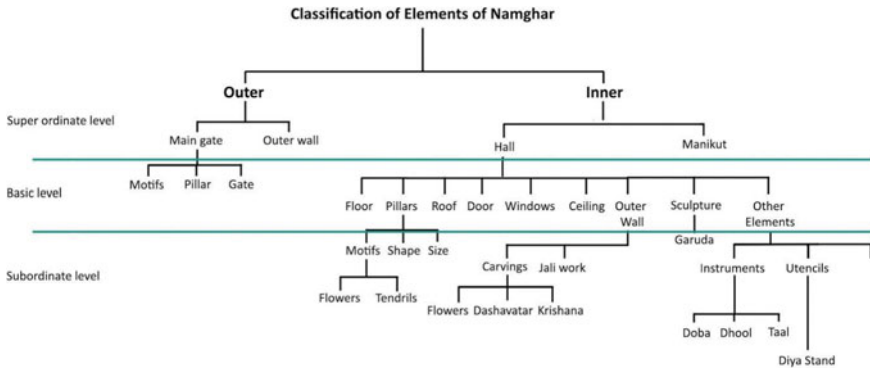 Classification of Elements of Namghar
Outer
Inner
Super ordinate level
Main gate
Outer wall
Hall
Manikut
Basic level
Motifs
Pillar
Gate
Floor
Pillars
Roof
Door
Windows
Ceiling
Outer
Wall
Sculpture
Other
Elements
Subordinate level
Motifs
Shape
Size
Garuda
Carvings
Jali work
Instruments
Utencils
Flowers
Tendrils
Flowers
Dashavatar
Krishana
Doba
Dhool
Taal
Diya Stand